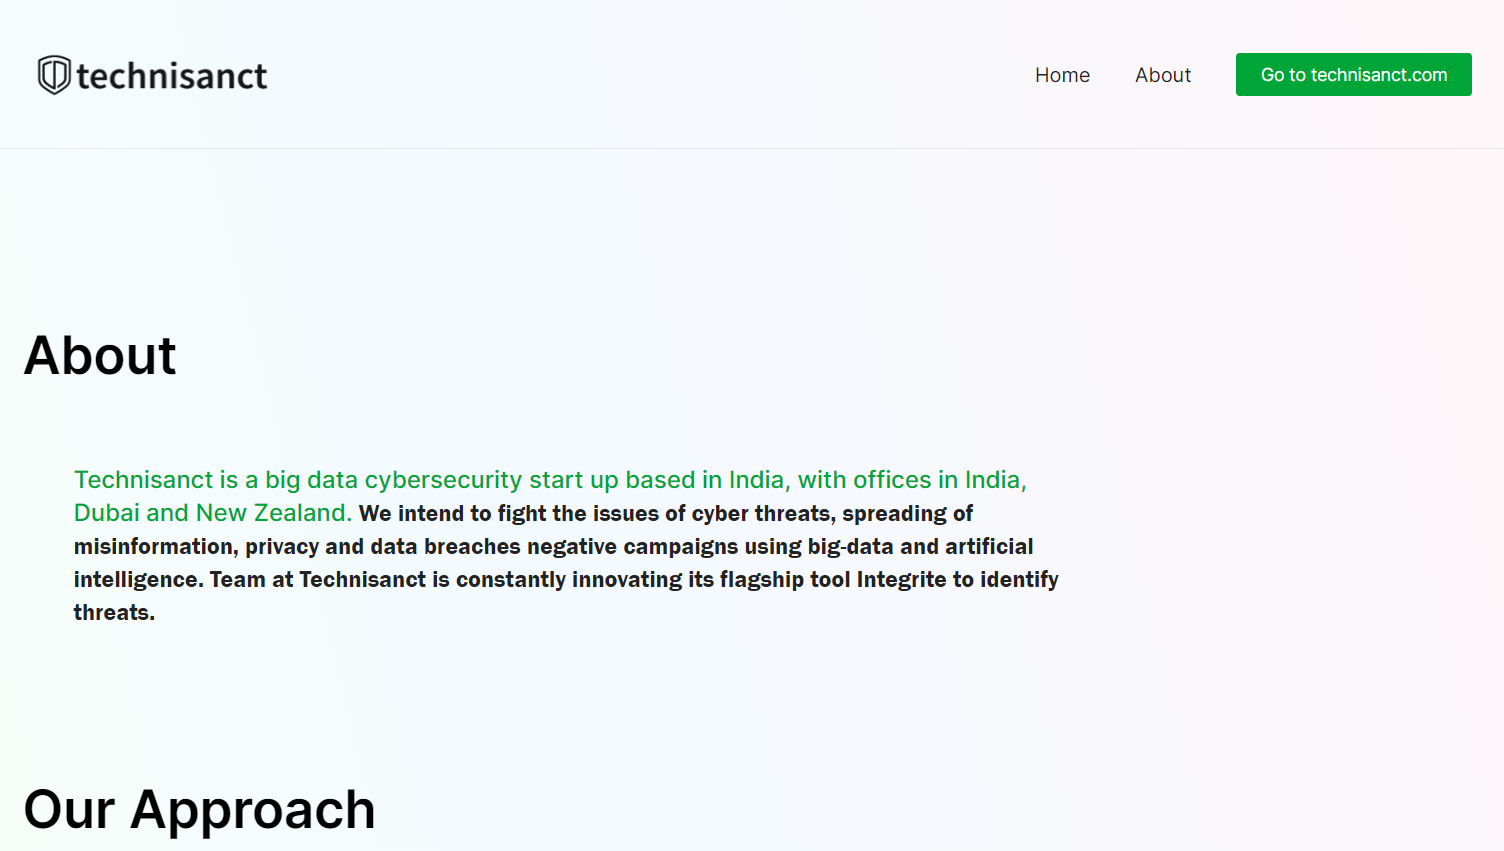 technisanct
Home
About
Go to technisanct.com
About
Technisanct is a big data cybersecurity start up based in India, with offices in India,
Dubai and New Zealand. We intend to fight the issues of cyber threats, spreading of
misinformation, privacy and data breaches negative campaigns using big-data and artificial
intelligence. Team at Technisanct is constantly innovating its flagship tool Integrite to identify
threats.
Our Approach